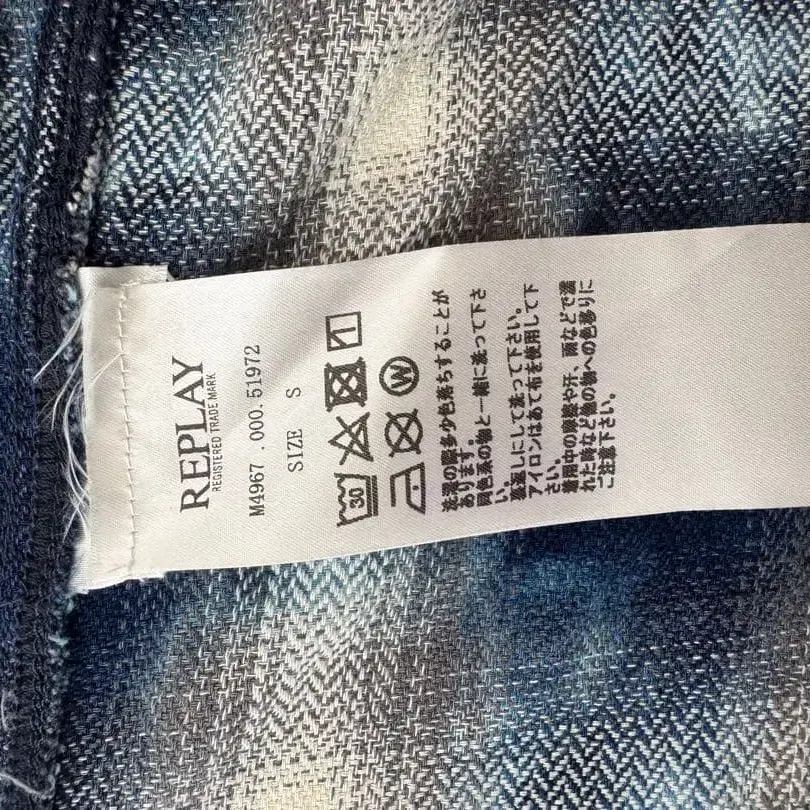 REPLAY
REGISTERED TRADE MARK
M4967 .000.51972
SIZE S
30
W
洗濯の際多少色落ちすることが
あります。
同色系の物と一緒に洗って下さ
い。
裏返しにして洗って下さい。
アイロンはあて布を使用して下
さい。
着用中の摩擦や汗、雨などで濡
れた時など他の物への色移りに
ご注意下さい。